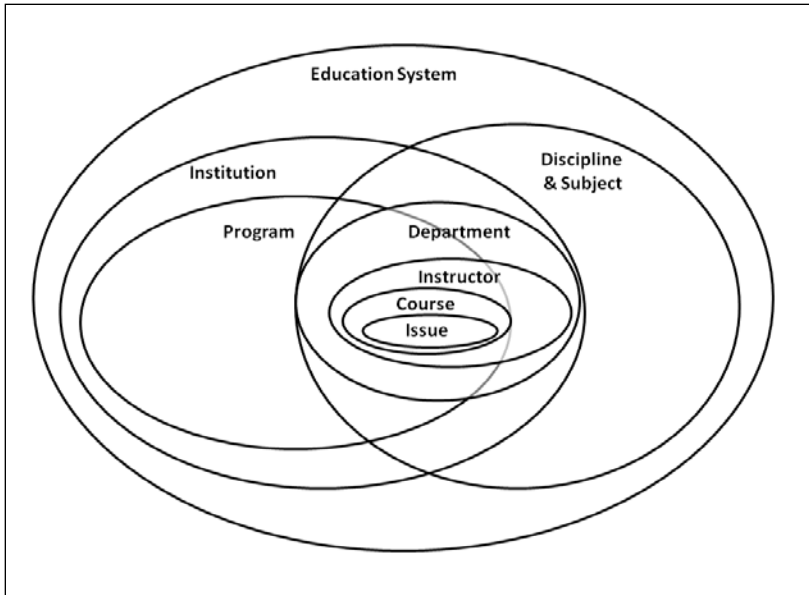 Education System
Institution
Discipline
& Subject
Program
Department
Instructor
Course
Issue